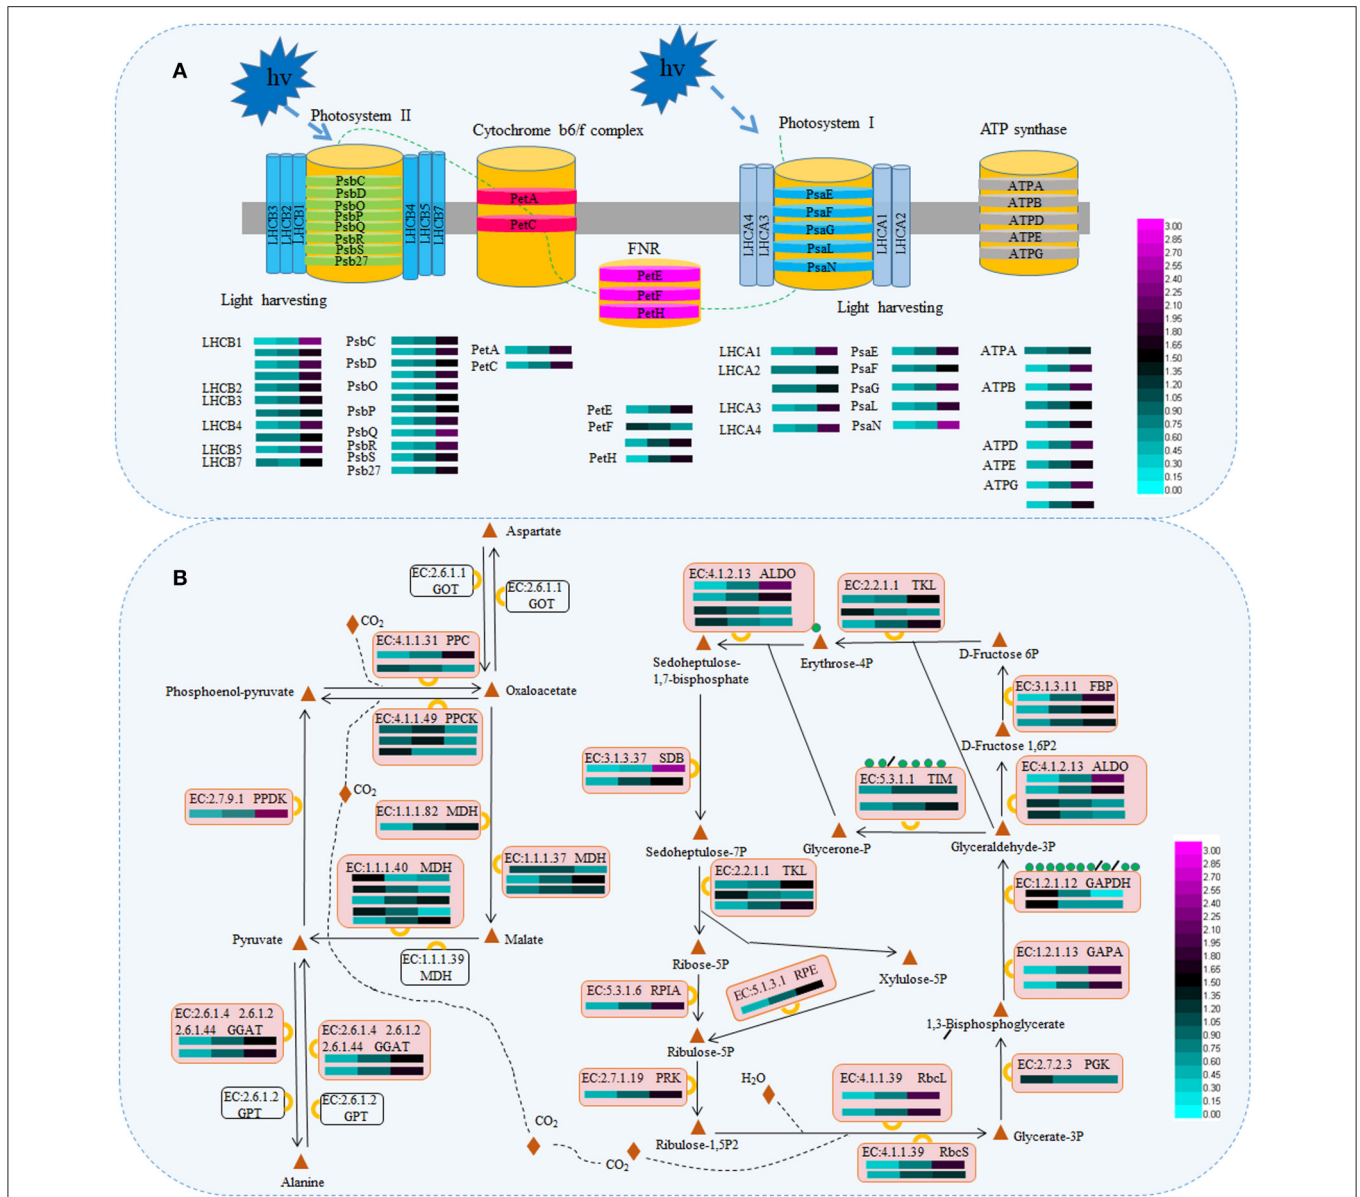 A
hv
hv
Photosystem II
Cytochrome b6/f complex
Photosystem I
ATP synthase
LHCB3
LHCB2
LHCB1
PsbC
PsbD
PsbO
PsbP
PsbQ
PsbR
PsbS
Psb27
LHCB4
LHCB5
LHCB7
PetA
PetC
FNR
PetE
PetF
PetH
LHCA4
LHCA3
PsaE
PsaF
PsaG
PsaL
PsaN
LHCA1
LHCA2
ATPA
ATPB
ATPD
ATPE
ATPG
Light harvesting
Light harvesting
LHCB1
LHCB2
LHCB3
LHCB4
LHCB5
LHCB7
PsbC
PsbD
PsbO
PsbP
PsbQ
PsbR
PsbS
Psb27
PetA
PetC
PetE
PetF
PetH
LHCA1
LHCA2
LHCA3
LHCA4
PsaE
PsaF
PsaG
PsaL
PsaN
ATPA
ATPB
ATPD
ATPE
ATPG
3.00
2.85
2.70
2.55
2.40
2.25
2.10
1.95
1.80
1.65
1.50
1.35
1.20
1.05
0.90
0.75
0.60
0.45
0.30
0.15
0.00
B
Aspartate
EC:2.6.1.1
GOT
EC:2.6.1.1
GOT
CO2
EC:4.1.1.31 PPC
Phosphoenol-pyruvate
Oxaloacetate
EC:4.1.1.49 PPCK
CO2
EC:2.7.9.1 PPDK
EC:1.1.1.82 MDH
EC:1.1.1.40 MDH
EC:1.1.1.37 MDH
Pyruvate
Malate
EC:1.1.1.39
MDH
EC:2.6.1.4 2.6.1.2
2.6.1.44 GGAT
EC:2.6.1.4 2.6.1.2
2.6.1.44 GGAT
EC:2.6.1.2
GPT
EC:2.6.1.2
GPT
Alanine
CO2
CO2
EC:4.1.2.13 ALDO
EC:2.2.1.1 TKL
Sedoheptulose-
1,7-bisphosphate
Erythrose-4P
D-Fructose 6P
EC:3.1.3.11 FBP
D-Fructose 1,6P2
EC:3.1.3.37 SDB
EC:5.3.1.1 TIM
EC:4.1.2.13 ALDO
Sedoheptulose-7P
Glycerone-P
Glyceraldehyde-3P
EC:2.2.1.1 TKL
EC:1.2.1.12 GAPDH
Ribose-5P
Xylulose-5P
EC:1.2.1.13 GAPA
EC:5.3.1.6 RPIA
EC:5.1.3.1 RPE
1,3-Bisphosphoglycerate
Ribulose-5P
EC:2.7.1.19 PRK
H2O
EC:4.1.1.39 RbcL
EC:2.7.2.3 PGK
Ribulose-1,5P2
Glycerate-3P
EC:4.1.1.39 RbcS
3.00
2.85
2.70
2.55
2.40
2.25
2.10
1.95
1.80
1.65
1.50
1.35
1.20
1.05
0.90
0.75
0.60
0.45
0.30
0.15
0.00